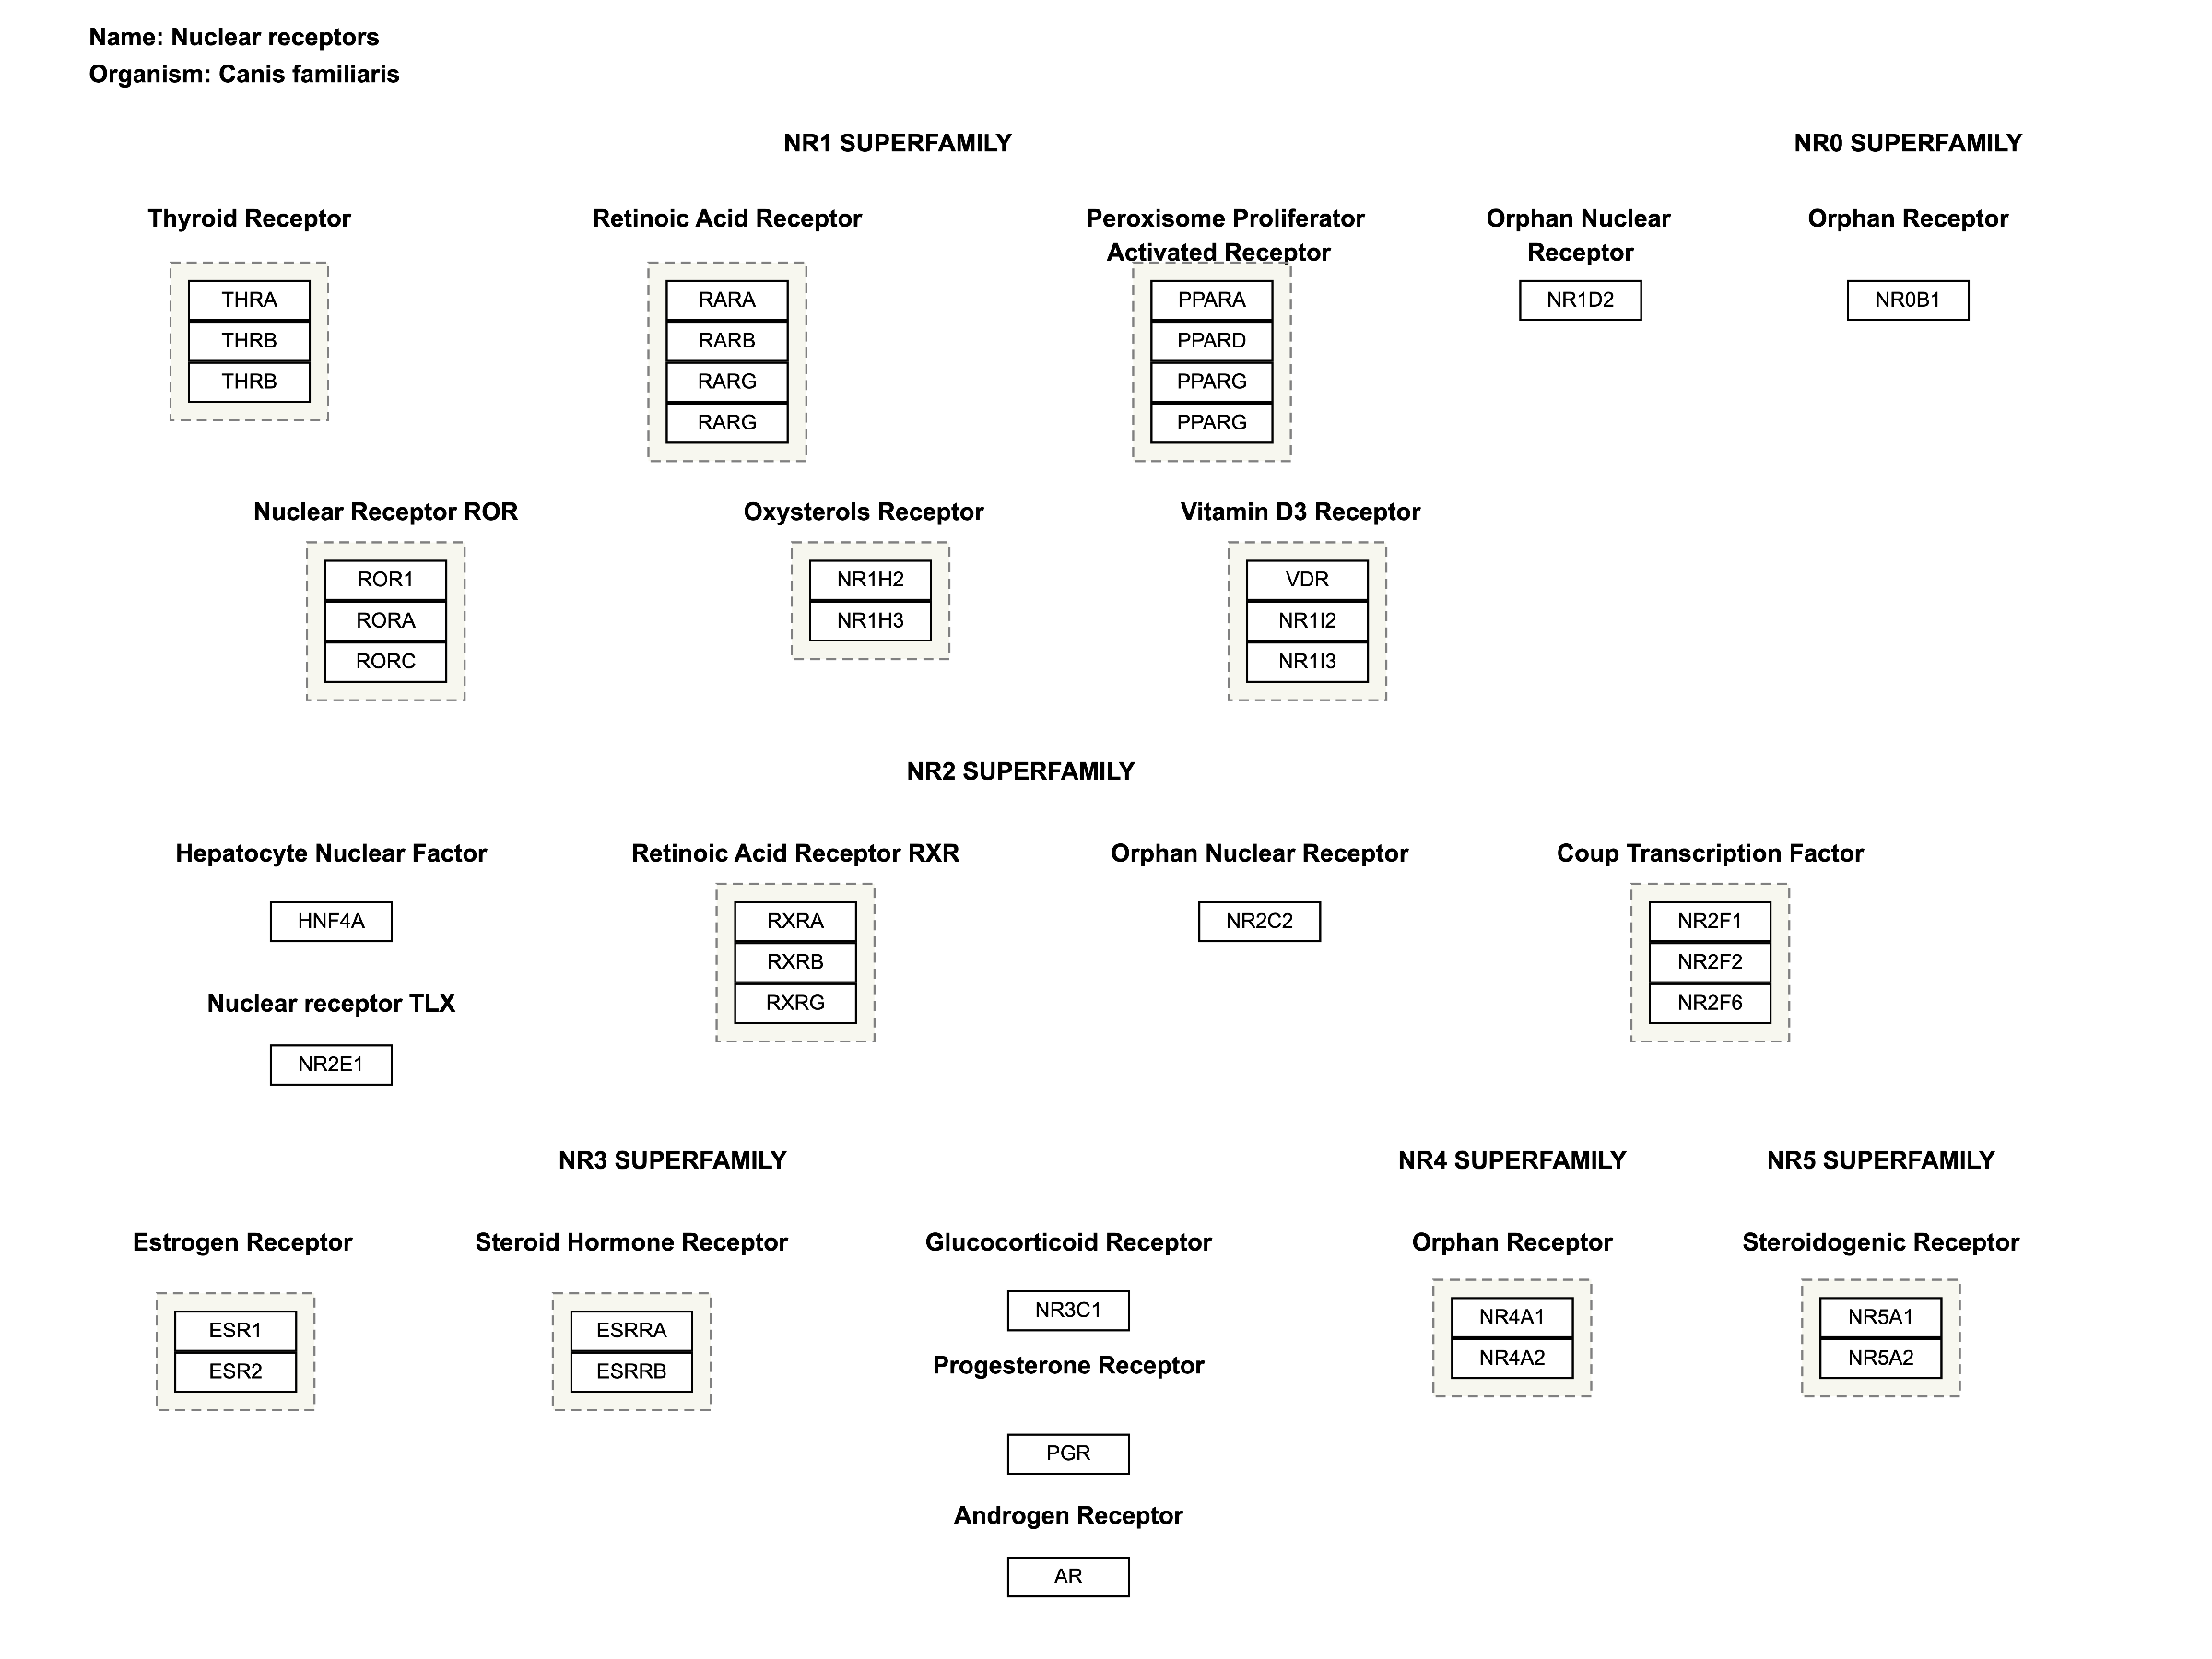 Name: Nuclear receptors
Organism: Canis familiaris
NR1 SUPERFAMILY
NR0 SUPERFAMILY
Thyroid Receptor
THRA
THRB
THRB
Retinoic Acid Receptor
RARA
RARB
RARG
RARG
Peroxisome Proliferator
Activated Receptor
PPARA
PPARD
PPARG
PPARG
Orphan Nuclear
Receptor
NR1D2
Orphan Receptor
NR0B1
Nuclear Receptor ROR
ROR1
RORA
RORC
Oxysterols Receptor
NR1H2
NR1H3
Vitamin D3 Receptor
VDR
NR1I2
NR1I3
NR2 SUPERFAMILY
Hepatocyte Nuclear Factor
HNF4A
Nuclear receptor TLX
NR2E1
Retinoic Acid Receptor RXR
RXRA
RXRB
RXRG
Orphan Nuclear Receptor
NR2C2
Coup Transcription Factor
NR2F1
NR2F2
NR2F6
NR3 SUPERFAMILY
NR4 SUPERFAMILY
NR5 SUPERFAMILY
Estrogen Receptor
ESR1
ESR2
Steroid Hormone Receptor
ESRRA
ESRRB
Glucocorticoid Receptor
NR3C1
Progesterone Receptor
PGR
Androgen Receptor
AR
Orphan Receptor
NR4A1
NR4A2
Steroidogenic Receptor
NR5A1
NR5A2